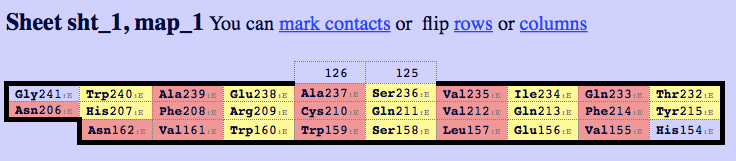 Sheet sht_1, map_1 You can mark contacts or flip rows or columns
126 125
Gly241:E Trp240:E Ala239:E Glu238:E Ala237:E Ser236:E Val235:E Ile234:E Gln233:E Thr232:E
Asn206:E His207:E Phe208:E Arg209:E Cys210:E Gln211:E Val212:E Gln213:E Phe214:E Tyr215:E
Asn162:E Val161:E Trp160:E Trp159:E Ser158:E Leu157:E Glu156:E Val155:E His154:E